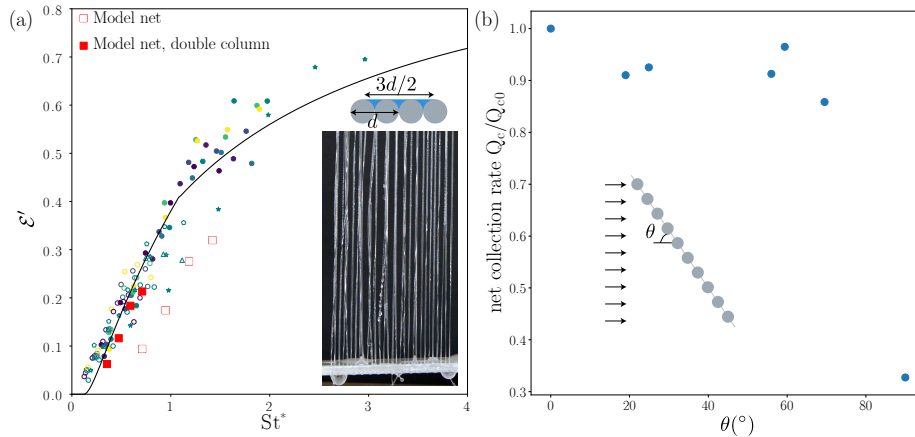 (a)
0.8
0.7
0.6
0.5
0.4
0.3
0.2
0.1
0.0
ℰ′
Model net
Model net, double column
3d/2
d
0
1
2
3
4
St*
(b)
1.0
0.9
0.8
0.7
0.6
0.5
0.4
0.3
net collection rate Q_c/Q_c0
θ
0
20
40
60
80
θ(°)